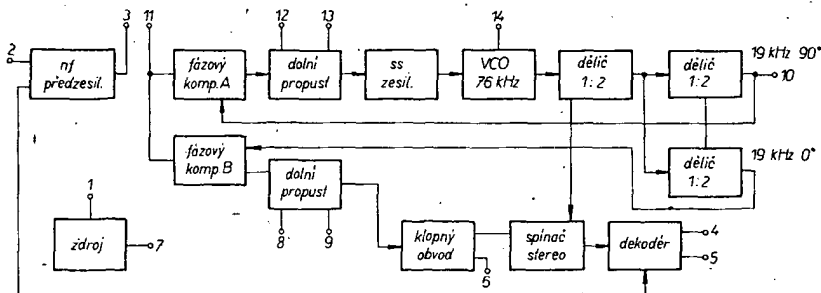 2
3
11
12
13
14
nf
předzesil.
fázový
komp. A
dolní
propust
ss
zesil.
VCO
76 kHz
dělič
1:2
dělič
1:2
19 kHz 90°
10
fázový
komp. B
dolní
propust
8
9
dělič
1:2
19 kHz 0°
1
zdroj
7
klopný
obvod
6
spínač
stereo
dekodér
4
5